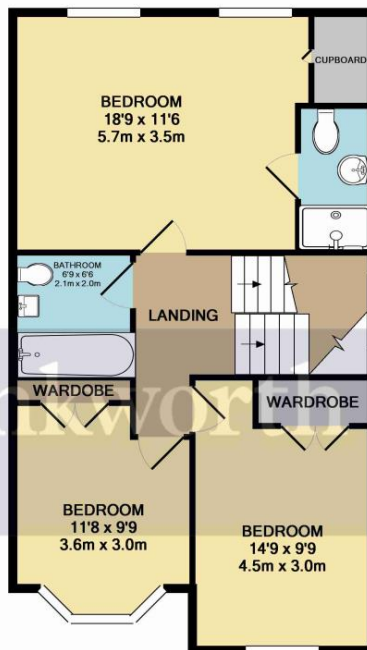 BEDROOM
18'9 x 11'6
5.7m x 3.5m
CUPBOARD
BATHROOM
6'9 x 6'6
2.1m x 2.0m
LANDING
WARDOBE
WARDROBE
BEDROOM
11'8 x 9'9
3.6m x 3.0m
BEDROOM
14'9 x 9'9
4.5m x 3.0m
nkworth